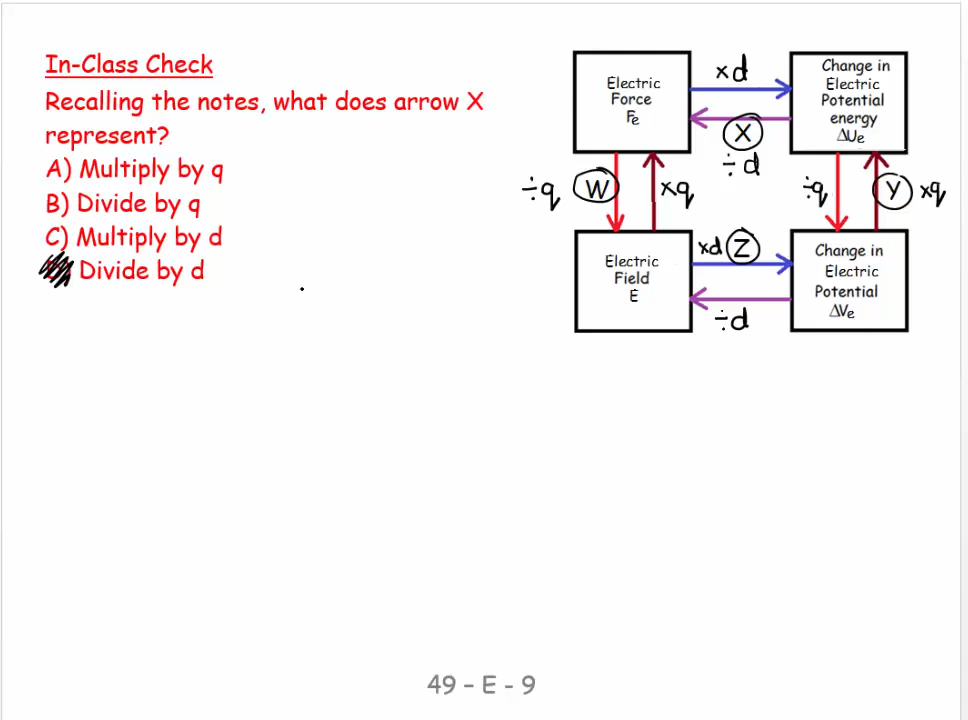 In-Class Check
Recalling the notes, what does arrow X
represent?
A) Multiply by q
B) Divide by q
C) Multiply by d
Divide by d
Electric
Force
Fe
×d
X
÷d
Change in
Electric
Potential
energy
ΔUe
÷q
W
×q
÷q
Y
×q
Electric
Field
E
×d
Z
÷d
Change in
Electric
Potential
ΔVe
49 – E - 9